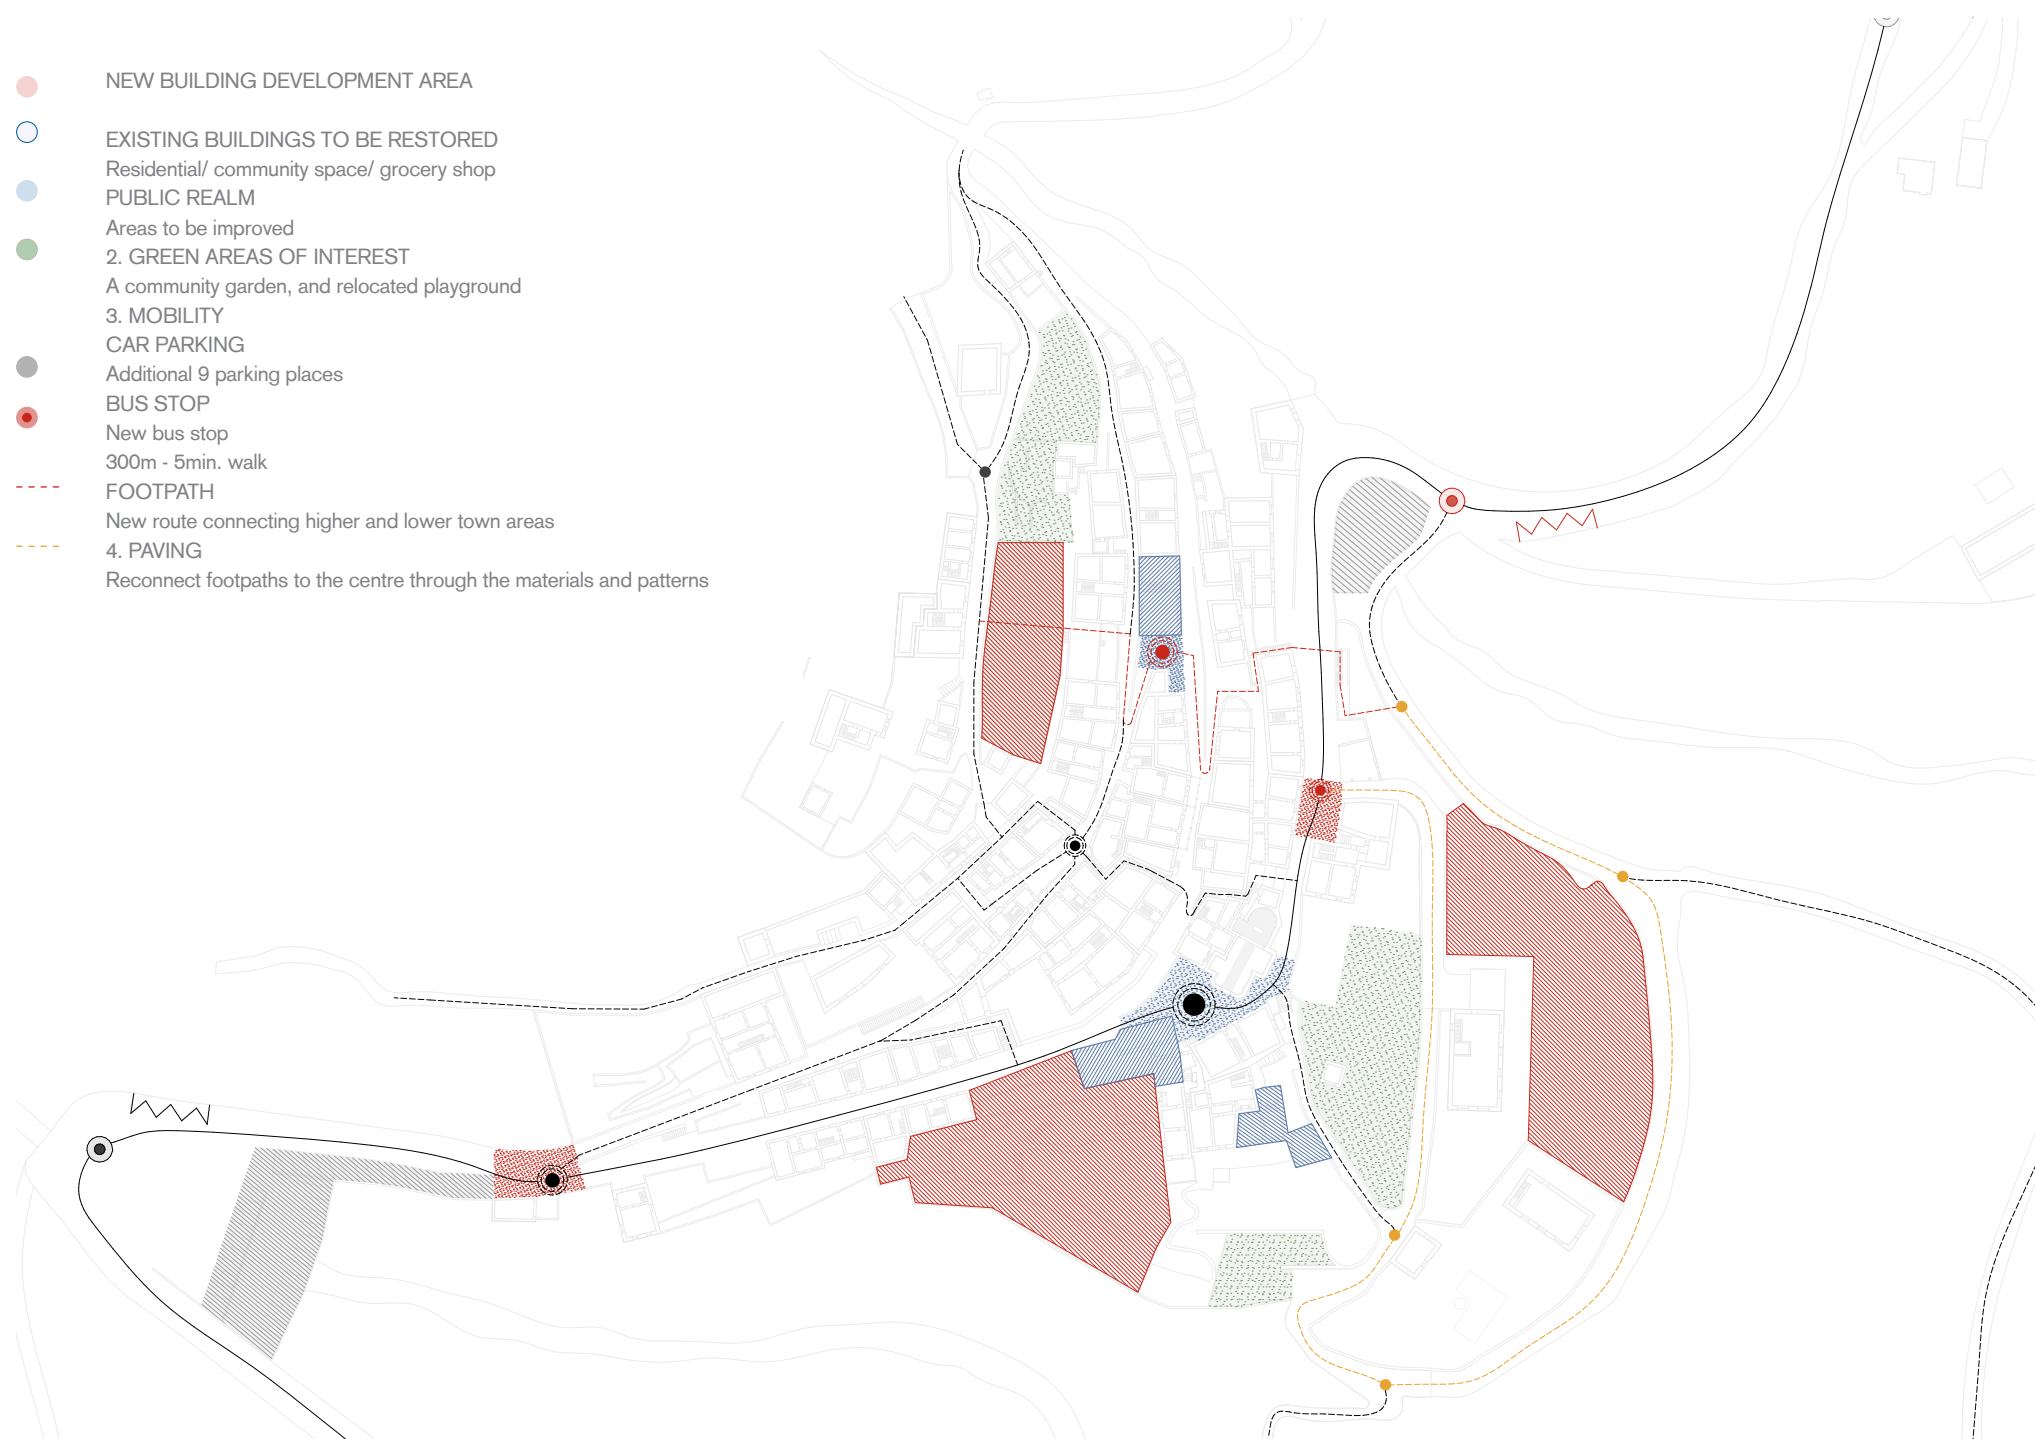 NEW BUILDING DEVELOPMENT AREA
EXISTING BUILDINGS TO BE RESTORED
Residential/ community space/ grocery shop
PUBLIC REALM
Areas to be improved
2. GREEN AREAS OF INTEREST
A community garden, and relocated playground
3. MOBILITY
CAR PARKING
Additional 9 parking places
BUS STOP
New bus stop
300m - 5min. walk
FOOTPATH
New route connecting higher and lower town areas
4. PAVING
Reconnect footpaths to the centre through the materials and patterns